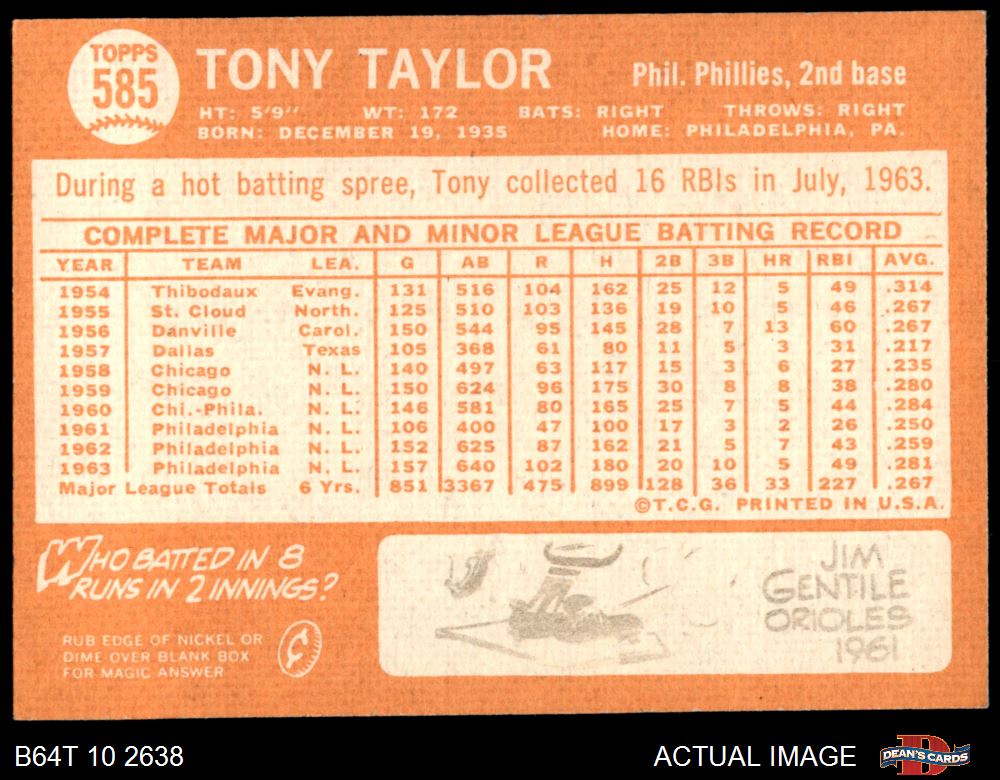 TOPPS
585
TONY TAYLOR
Phil. Phillies, 2nd base
HT: 5'9" WT: 172 BATS: RIGHT THROWS: RIGHT
BORN: DECEMBER 19, 1935 HOME: PHILADELPHIA, PA.
During a hot batting spree, Tony collected 16 RBIs in July, 1963.
COMPLETE MAJOR AND MINOR LEAGUE BATTING RECORD
YEAR TEAM LEA. G AB R H 2B 3B HR RBI AVG.
1954 Thibodaux Evang. 131 516 104 162 25 12 5 49 .314
1955 St. Cloud North. 125 510 103 136 19 10 5 46 .267
1956 Danville Carol. 150 544 95 145 28 7 13 60 .267
1957 Dallas Texas 105 368 61 80 11 5 3 31 .217
1958 Chicago N. L. 140 497 63 117 15 3 6 27 .235
1959 Chicago N. L. 150 624 96 175 30 8 8 38 .280
1960 Chi.-Phila. N. L. 146 581 80 165 25 7 5 44 .284
1961 Philadelphia N. L. 106 400 47 100 17 3 2 26 .250
1962 Philadelphia N. L. 152 625 87 162 21 5 7 43 .259
1963 Philadelphia N. L. 157 640 102 180 20 10 5 49 .281
Major League Totals 6 Yrs. 851 3367 475 899 128 36 33 227 .267
©T.C.G. PRINTED IN U.S.A.
WHO BATTED IN 8
RUNS IN 2 INNINGS?
RUB EDGE OF NICKEL OR
DIME OVER BLANK BOX
FOR MAGIC ANSWER
JIM
GENTILE
ORIOLES
1961
B64T 10 2638
ACTUAL IMAGE
DEAN'S CARDS